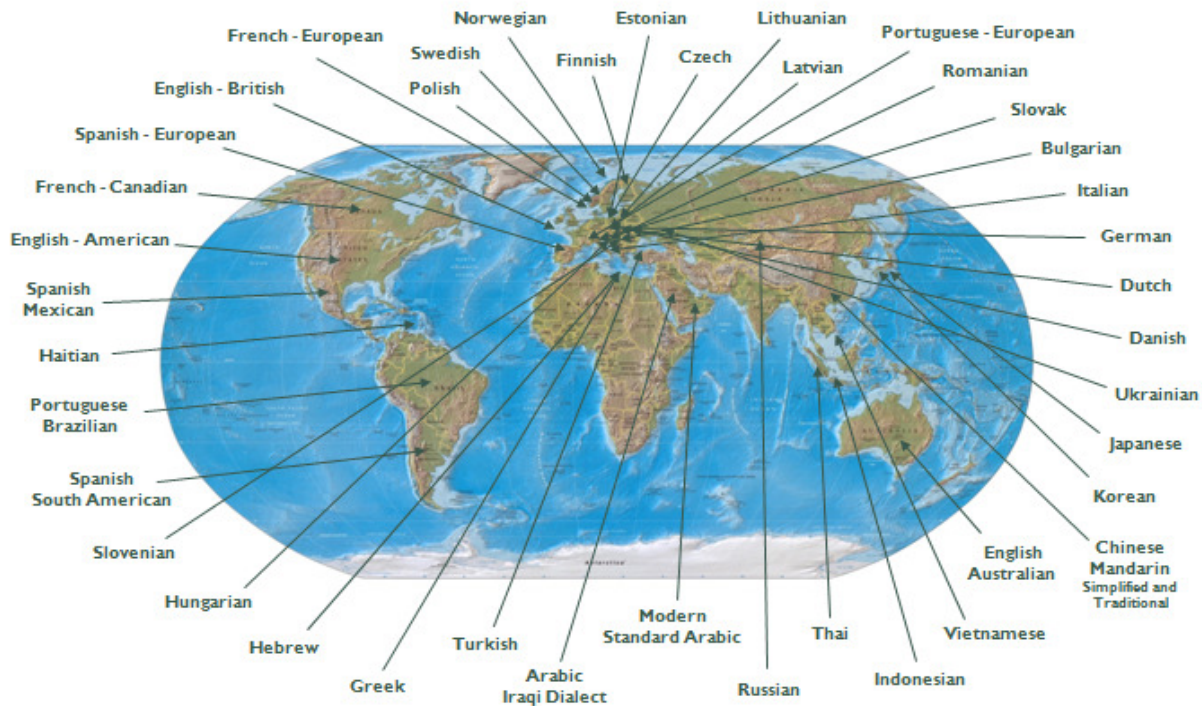 Norwegian
Estonian
Lithuanian
French - European
Portuguese - European
Swedish
Finnish
Czech
Latvian
Romanian
English - British
Polish
Slovak
Spanish - European
Bulgarian
French - Canadian
Italian
English - American
German
Spanish
Mexican
Dutch
Haitian
Danish
Portuguese
Brazilian
Ukrainian
Japanese
Spanish
South American
Korean
Slovenian
English
Australian
Chinese
Mandarin
Simplified and
Traditional
Hungarian
Hebrew
Turkish
Modern
Standard Arabic
Thai
Vietnamese
Greek
Arabic
Iraqi Dialect
Russian
Indonesian